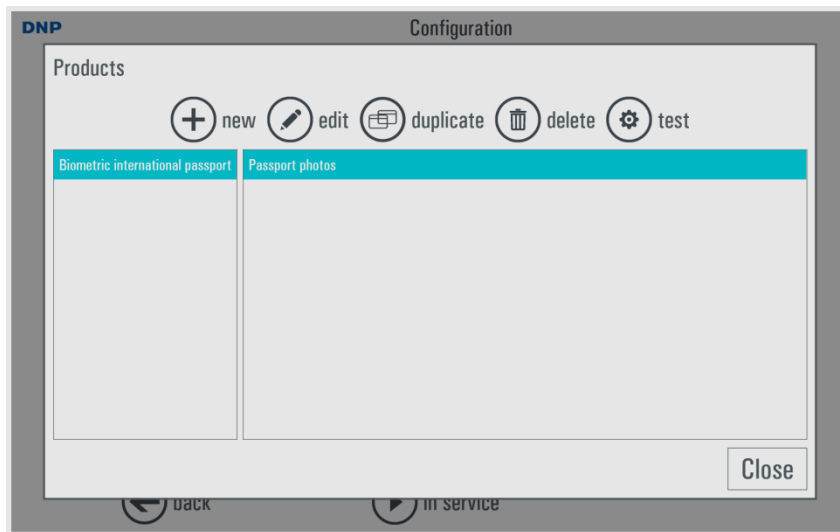 DNP Configuration
Products
new edit duplicate delete test
Biometric international passport Passport photos
Close
back in service